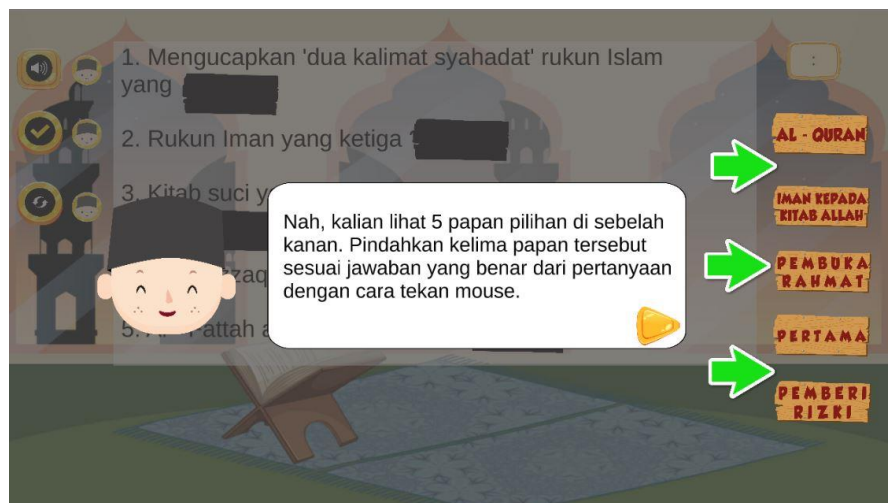 1. Mengucapkan 'dua kalimat syahadat' rukun Islam
yang
2. Rukun Iman yang ketiga
3. Kitab suci
Nah, kalian lihat 5 papan pilihan di sebelah
kanan. Pindahkan kelima papan tersebut
sesuai jawaban yang benar dari pertanyaan
dengan cara tekan mouse.
5.
:
AL - QURAN
IMAN KEPADA
KITAB ALLAH
PEMBUKA
RAHMAT
PERTAMA
PEMBERI
RIZKI